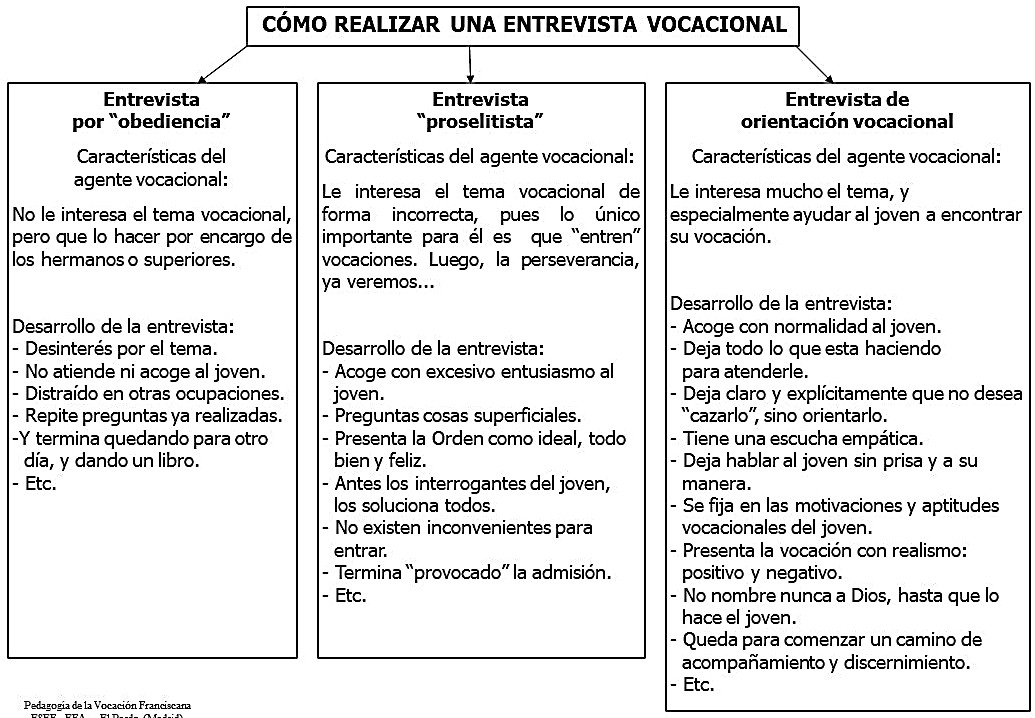 CÓMO REALIZAR UNA ENTREVISTA VOCACIONAL
Entrevista
por “obediencia”
Características del
agente vocacional:
No le interesa el tema vocacional,
pero que lo hacer por encargo de
los hermanos o superiores.
Desarrollo de la entrevista:
- Desinterés por el tema.
- No atiende ni acoge al joven.
- Distraído en otras ocupaciones.
- Repite preguntas ya realizadas.
-Y termina quedando para otro
día, y dando un libro.
- Etc.
Entrevista
“proselitista”
Características del agente vocacional:
Le interesa el tema vocacional de
forma incorrecta, pues lo único
importante para él es que “entren”
vocaciones. Luego, la perseverancia,
ya veremos...
Desarrollo de la entrevista:
- Acoge con excesivo entusiasmo al
joven.
- Preguntas cosas superficiales.
- Presenta la Orden como ideal, todo
bien y feliz.
- Antes los interrogantes del joven,
los soluciona todos.
- No existen inconvenientes para
entrar.
- Termina “provocado” la admisión.
- Etc.
Entrevista de
orientación vocacional
Características del agente vocacional:
Le interesa mucho el tema, y
especialmente ayudar al joven a encontrar
su vocación.
Desarrollo de la entrevista:
- Acoge con normalidad al joven.
- Deja todo lo que esta haciendo
para atenderle.
- Deja claro y explícitamente que no desea
“cazarlo”, sino orientarlo.
- Tiene una escucha empática.
- Deja hablar al joven sin prisa y a su
manera.
- Se fija en las motivaciones y aptitudes
vocacionales del joven.
- Presenta la vocación con realismo:
positivo y negativo.
- No nombre nunca a Dios, hasta que lo
hace el joven.
- Queda para comenzar un camino de
acompañamiento y discernimiento.
- Etc.
Pedagogía de la Vocación Franciscana
El Pardo (Madrid)